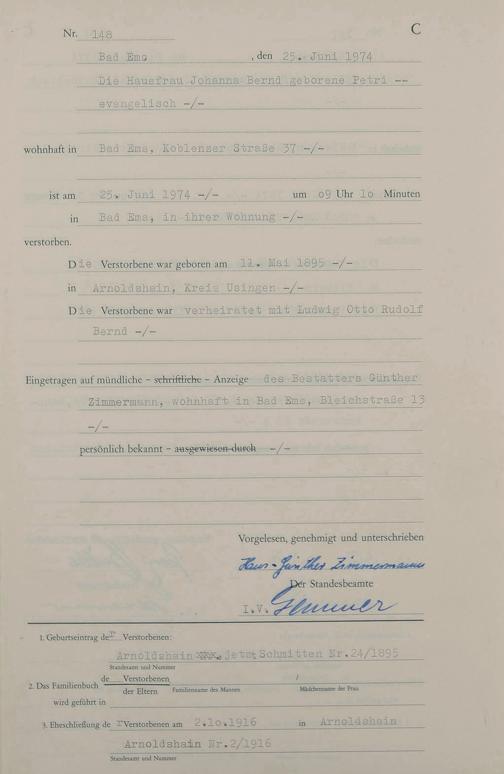 Nr. 148 C
Bad Ems , den 25. Juni 1974
Die Hausfrau Johanna Bernd geborene Petri --
evangelisch -/-
wohnhaft in Bad Ems, Koblenzer Straße 37 -/-
ist am 25. Juni 1974 -/- um 09 Uhr 10 Minuten
in Bad Ems, in ihrer Wohnung -/-
verstorben.
Die Verstorbene war geboren am Mai 1895 -/-
in Arnoldshain, Kreis Usingen -/-
Die Verstorbene war verheiratet mit Ludwig Otto Rudolf
Bernd -/-
Eingetragen auf mündliche – schriftliche – Anzeige des Bestatters Günther
Zimmermann, wohnhaft in Bad Ems, Bleichstraße 13
-/-
persönlich bekannt – ausgewiesen durch -/-
Vorgelesen, genehmigt und unterschrieben
Hans-Günther Zimmermann
Der Standesbeamte
I.V.
1. Geburtseintrag der Verstorbenen:
Arnoldshain xxx. jetzt Schmitten Nr.24/1895
Standesamt und Nummer
2. Das Familienbuch de Verstorbenen /
der Eltern Familienname des Mannes Mädchenname der Frau
wird geführt in
3. Eheschließung der Verstorbenen am 2.10.1916 in Arnoldshain
Arnoldshain Nr.2/1916
Standesamt und Nummer